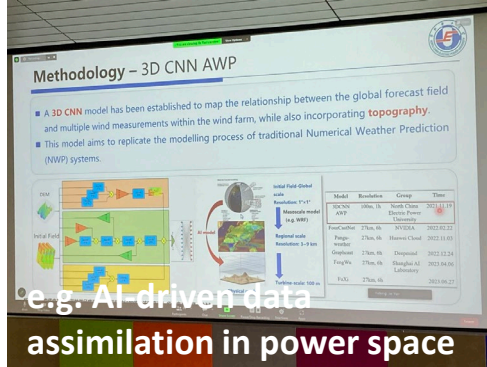 Methodology – 3D CNN AWP
A 3D CNN model has been established to map the relationship between the global forecast field
and multiple wind measurements within the wind farm, while also incorporating topography.
This model aims to replicate the modelling process of traditional Numerical Weather Prediction
(NWP) systems.
DEM
Initial Field
AI model
Initial Field-Global
scale
Resolution: 1°×1°
Mesoscale model
(e.g. WRF)
Regional scale
Resolution: 3–9 km
Turbine-scale: 100 m
Model Resolution Group Time
3DCNN AWP 100m, 1h North China Electric Power University 2021.11.19
FourCastNet 27km, 6h NVIDIA 2022.02.22
Pangu-weather 27km, 6h Huawei Cloud 2022.11.03
Graphcast 27km, 6h Deepmind 2022.12.24
FengWu 27km, 6h Shanghai AI Laboratory 2023.04.06
FuXi 27km, 6h 2023.06.27
e.g. AI-driven data
assimilation in power space